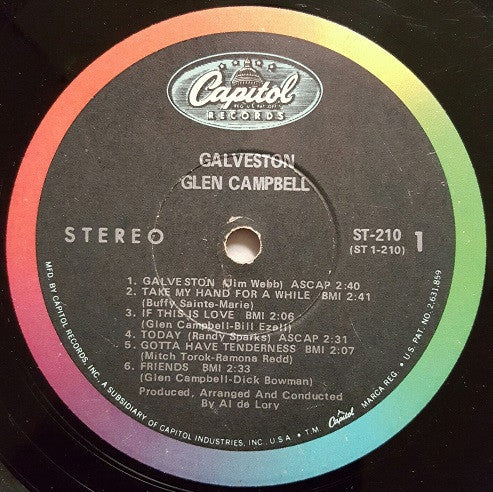 Capitol
REG. U.S. PAT. OFF.
RECORDS
GALVESTON
GLEN CAMPBELL
STEREO
ST-210
(ST 1-210)
1
1. GALVESTON (Jim Webb) ASCAP 2:40
2. TAKE MY HAND FOR A WHILE BMI 2:41
(Buffy Sainte-Marie)
3. IF THIS IS LOVE BMI 2:06
(Glen Campbell-Bill Ezell)
4. TODAY (Randy Sparks) ASCAP 2:31
5. GOTTA HAVE TENDERNESS BMI 2:07
(Mitch Torok-Ramona Redd)
6. FRIENDS BMI 2:33
(Glen Campbell-Dick Bowman)
Produced, Arranged And Conducted
By Al de Lory
MFD. BY CAPITOL RECORDS, INC., A SUBSIDIARY OF CAPITOL INDUSTRIES, INC. U.S.A. • T.M. Capitol MARCA REG. • U.S. PAT. NO. 2,631,859